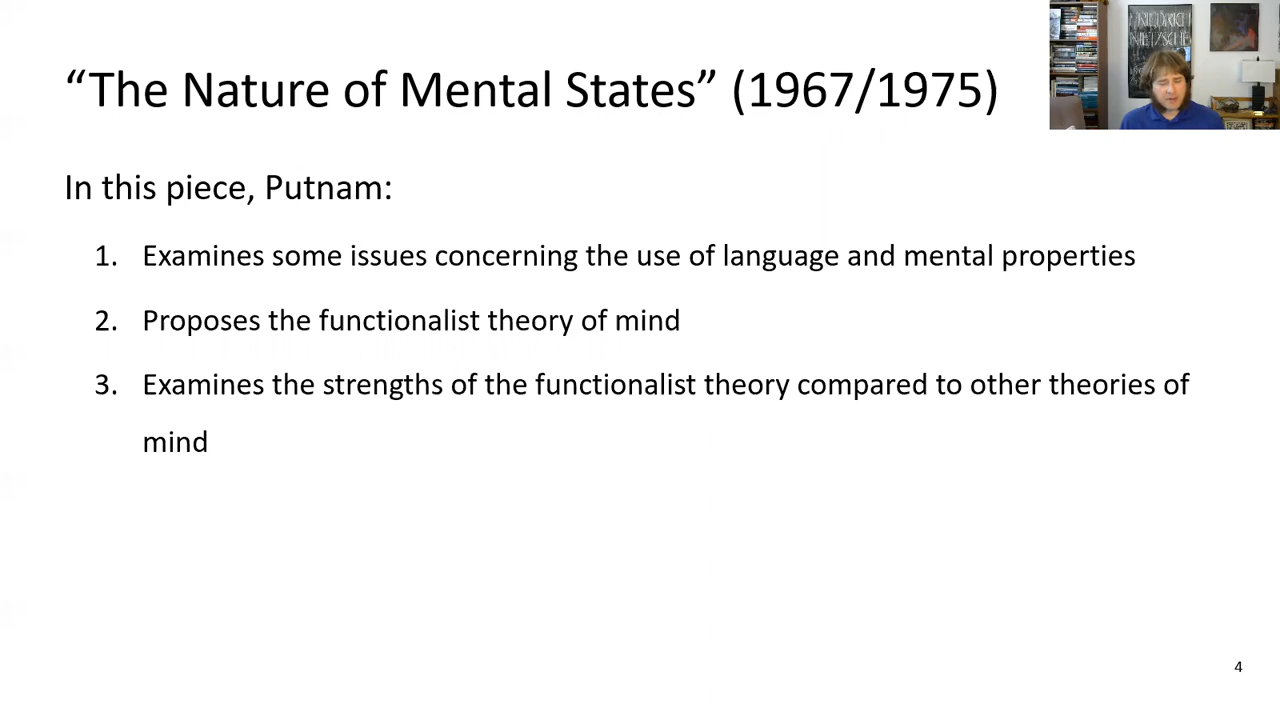 “The Nature of Mental States” (1967/1975)
NIETZSCHE
In this piece, Putnam:
1. Examines some issues concerning the use of language and mental properties
2. Proposes the functionalist theory of mind
3. Examines the strengths of the functionalist theory compared to other theories of
mind
4